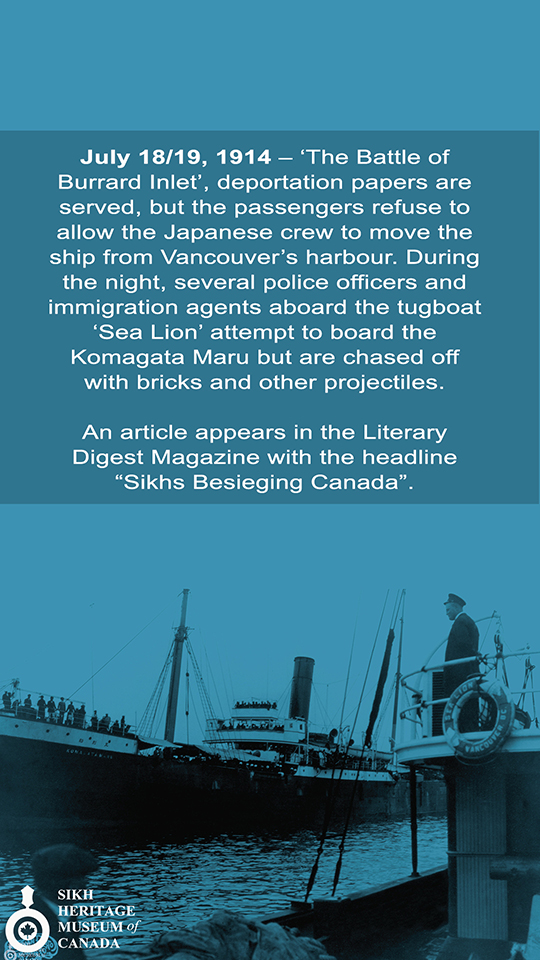 July 18/19, 1914 – ‘The Battle of
Burrard Inlet’, deportation papers are
served, but the passengers refuse to
allow the Japanese crew to move the
ship from Vancouver’s harbour. During
the night, several police officers and
immigration agents aboard the tugboat
‘Sea Lion’ attempt to board the
Komagata Maru but are chased off
with bricks and other projectiles.
An article appears in the Literary
Digest Magazine with the headline
“Sikhs Besieging Canada”.
VANCOUVER
SIKH
HERITAGE
MUSEUM of
CANADA